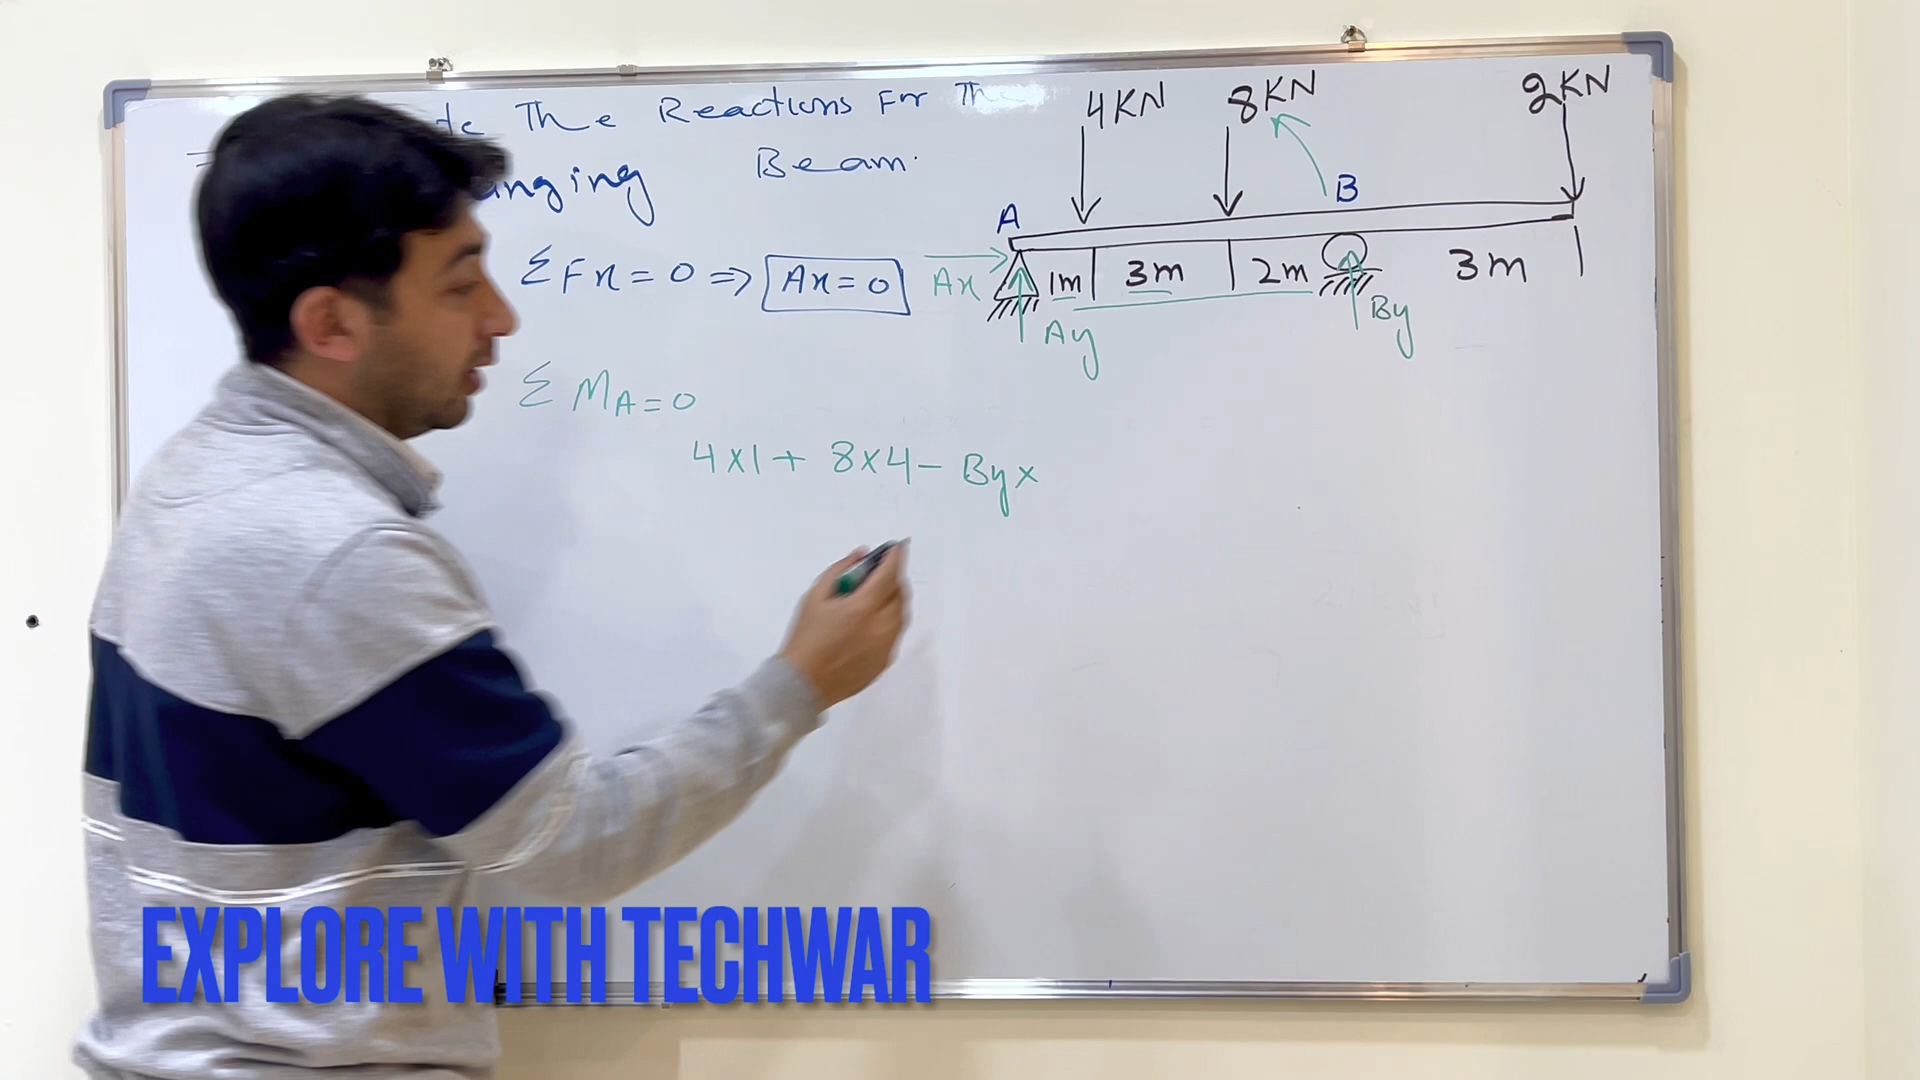 The Reactions For The
Beam.
4KN 8KN 2KN
A B
ΣFx = 0 => Ax = 0
Ax 1m 3m 2m 3m
Ay By
ΣMA = 0
4x1 + 8x4 - By x
EXPLORE WITH TECHWAR